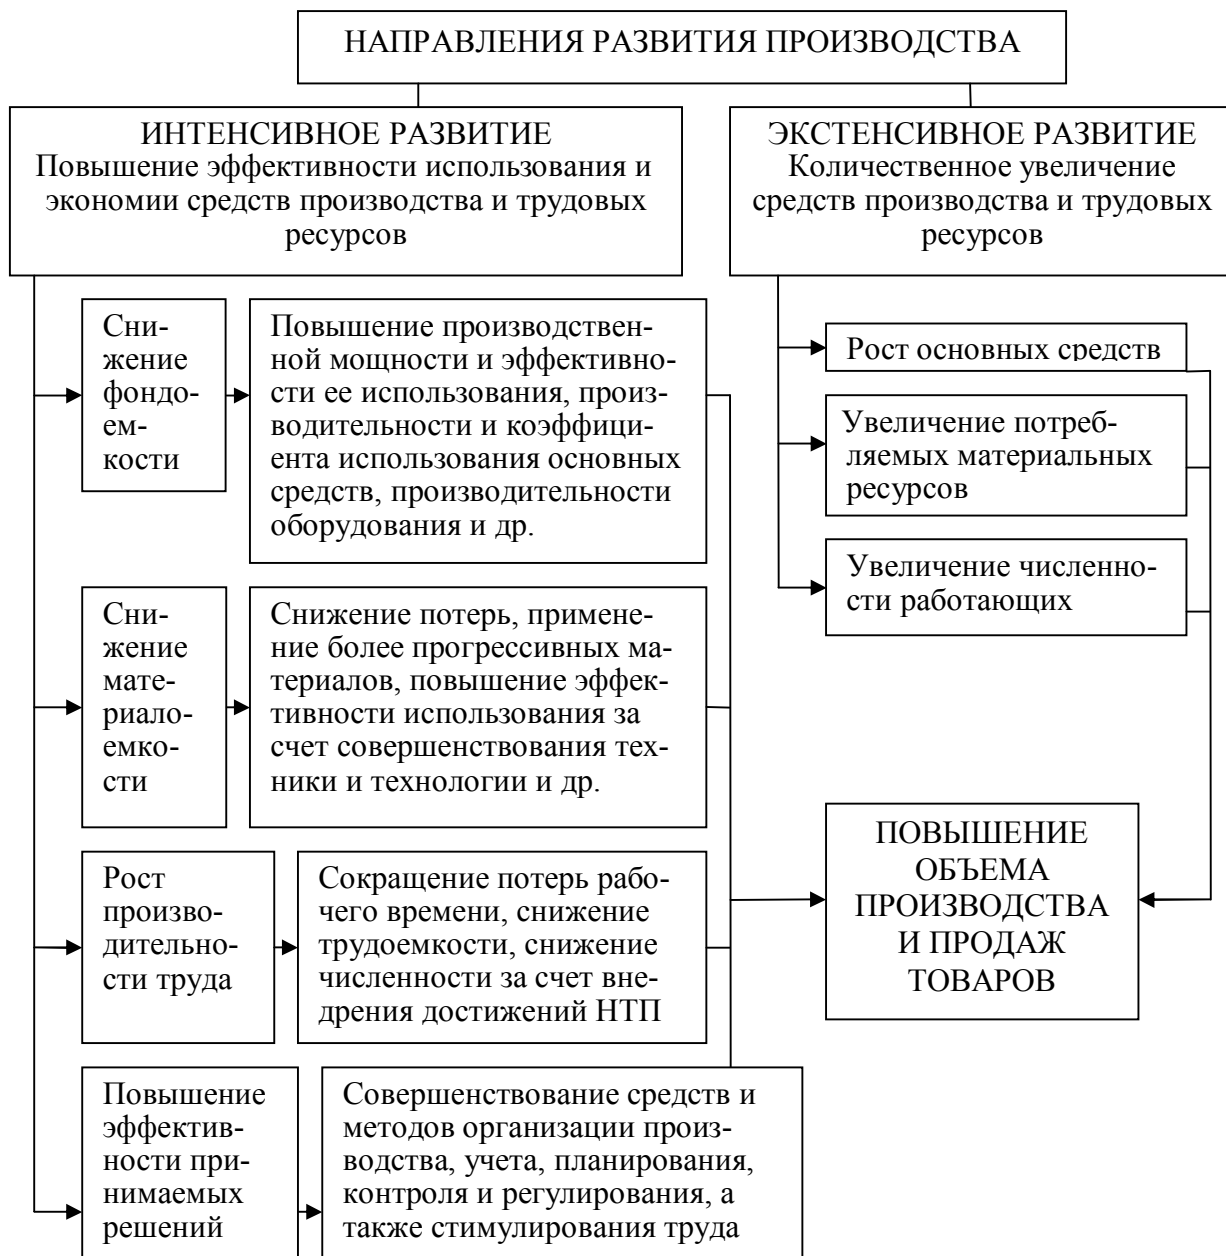 НАПРАВЛЕНИЯ РАЗВИТИЯ ПРОИЗВОДСТВА
ИНТЕНСИВНОЕ РАЗВИТИЕ
Повышение эффективности использования и
экономии средств производства и трудовых
ресурсов
ЭКСТЕНСИВНОЕ РАЗВИТИЕ
Количественное увеличение
средств производства и трудовых
ресурсов
Сни-
жение
фондо-
ем-
кости
Повышение производствен-
ной мощности и эффективно-
сти ее использования, произ-
водительности и коэффици-
ента использования основных
средств, производительности
оборудования и др.
Рост основных средств
Увеличение потреб-
ляемых материальных
ресурсов
Увеличение численно-
сти работающих
Сни-
жение
мате-
риало-
емко-
сти
Снижение потерь, примене-
ние более прогрессивных ма-
териалов, повышение эффек-
тивности использования за
счет совершенствования тех-
ники и технологии и др.
Рост
произво-
дительно-
сти труда
Сокращение потерь рабо-
чего времени, снижение
трудоемкости, снижение
численности за счет вне-
дрения достижений НТП
ПОВЫШЕНИЕ
ОБЪЕМА
ПРОИЗВОДСТВА
И ПРОДАЖ
ТОВАРОВ
Повышение
эффектив-
ности при-
нимаемых
решений
Совершенствование средств и
методов организации произ-
водства, учета, планирования,
контроля и регулирования, а
также стимулирования труда